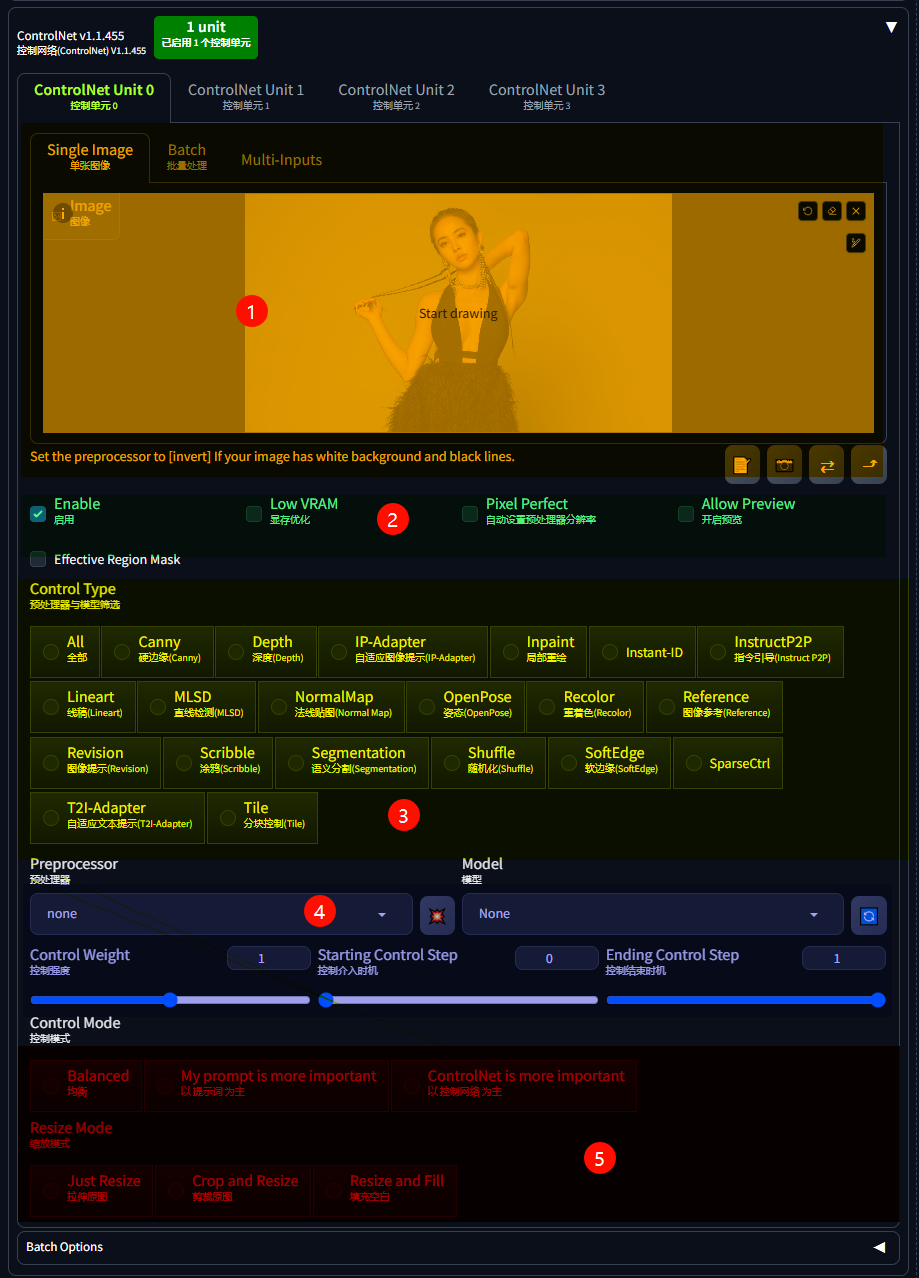 ControlNet v1.1.455
控制网络(ControlNet) V1.1.455
1 unit
已启用 1 个控制单元
▼
ControlNet Unit 0
控制单元 0
ControlNet Unit 1
控制单元 1
ControlNet Unit 2
控制单元 2
ControlNet Unit 3
控制单元 3
Single Image
单张图像
Batch
批量处理
Multi-Inputs
Image
图像
1
Start drawing
Set the preprocessor to [invert] If your image has white background and black lines.
Enable
启用
Low VRAM
显存优化
2
Pixel Perfect
自动设置预处理器分辨率
Allow Preview
开启预览
Effective Region Mask
Control Type
预处理器与模型筛选
All
全部
Canny
硬边缘(Canny)
Depth
深度(Depth)
IP-Adapter
自适应图像提示(IP-Adapter)
Inpaint
局部重绘
Instant-ID
InstructP2P
指令引导(Instruct P2P)
Lineart
线稿(Lineart)
MLSD
直线检测(MLSD)
NormalMap
法线贴图(Normal Map)
OpenPose
姿态(OpenPose)
Recolor
重着色(Recolor)
Reference
图像参考(Reference)
Revision
图像提示(Revision)
Scribble
涂鸦(Scribble)
Segmentation
语义分割(Segmentation)
Shuffle
随机化(Shuffle)
SoftEdge
软边缘(SoftEdge)
SparseCtrl
T2I-Adapter
自适应文本提示(T2I-Adapter)
Tile
分块控制(Tile)
3
Preprocessor
预处理器
Model
模型
none
4
None
Control Weight
控制强度
1
Starting Control Step
控制介入时机
0
Ending Control Step
控制结束时机
1
Control Mode
控制模式
Balanced
均衡
My prompt is more important
以提示词为主
ControlNet is more important
以控制网络为主
Resize Mode
缩放模式
5
Just Resize
拉伸原图
Crop and Resize
剪裁原图
Resize and Fill
填充空白
Batch Options
◀